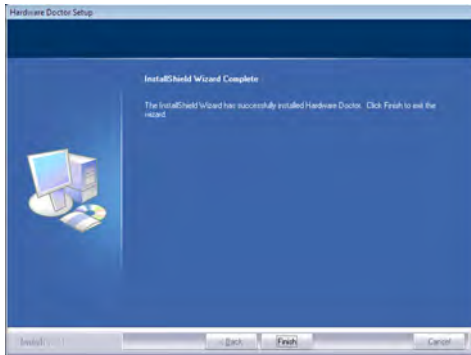 Hardware Doctor Setup
InstallShield Wizard Complete
The InstallShield Wizard has successfully installed Hardware Doctor. Click Finish to exit the
wizard.
InstallShield
< Back
Finish
Cancel